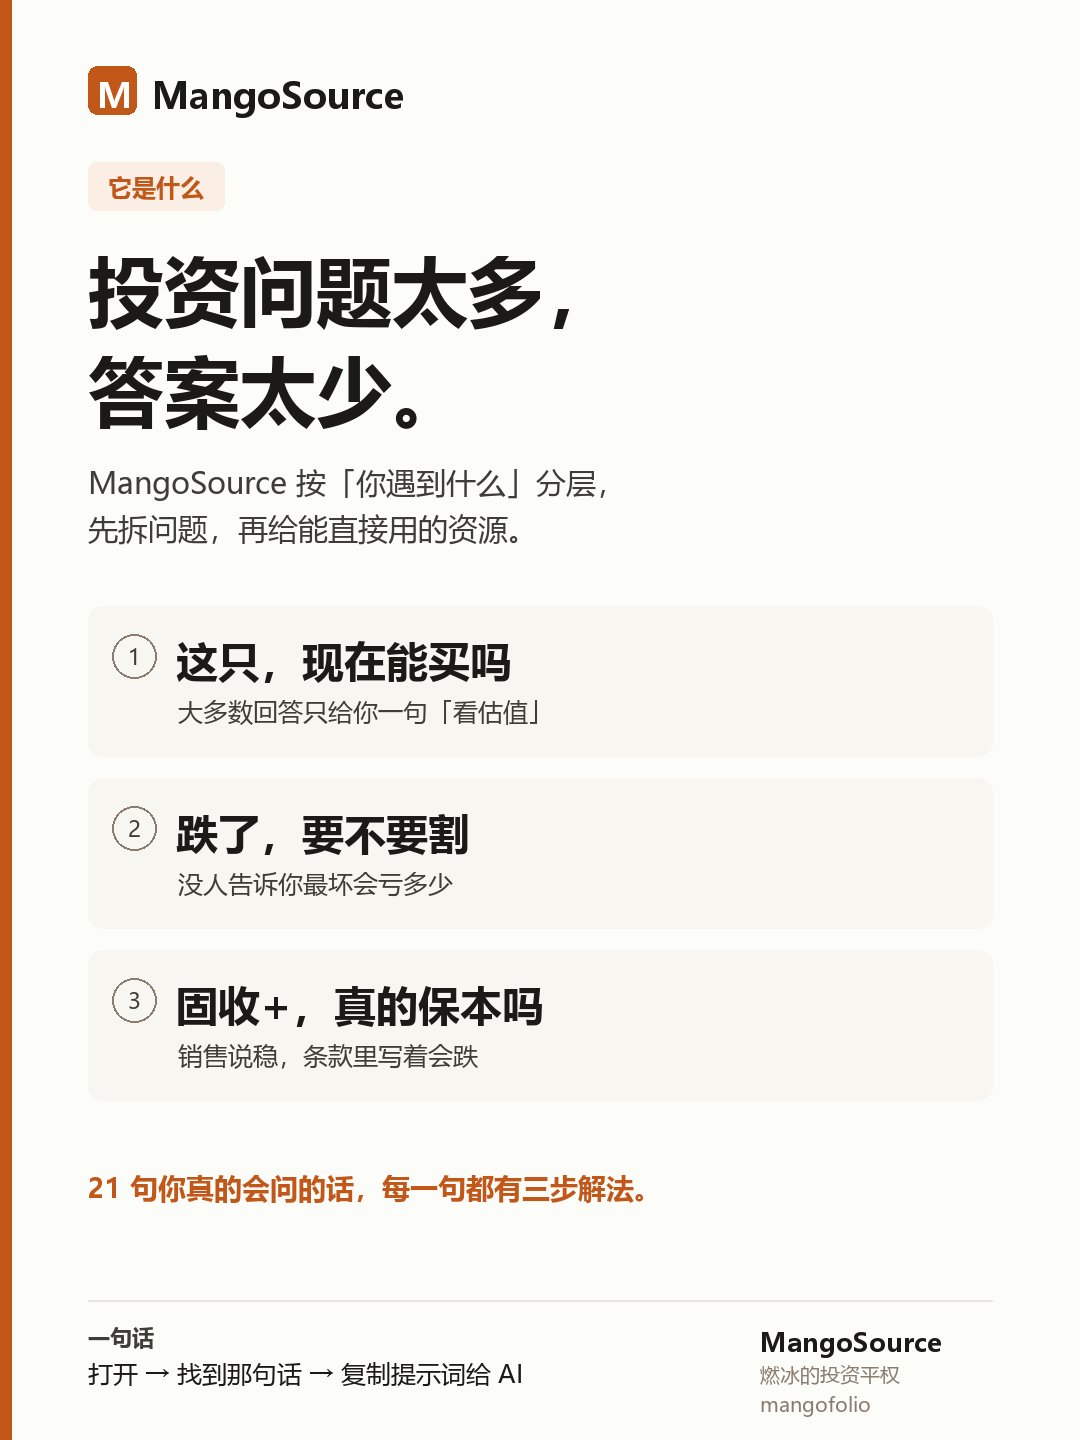 M MangoSource
它是什么
投资问题太多，
答案太少。
MangoSource 按「你遇到什么」分层，
先拆问题，再给能直接用的资源。
1 这只，现在能买吗
大多数回答只给你一句「看估值」
2 跌了，要不要割
没人告诉你最坏会亏多少
3 固收+，真的保本吗
销售说稳，条款里写着会跌
21 句你真的会问的话，每一句都有三步解法。
一句话
打开 → 找到那句话 → 复制提示词给 AI
MangoSource
燃冰的投资平权
mangofolio